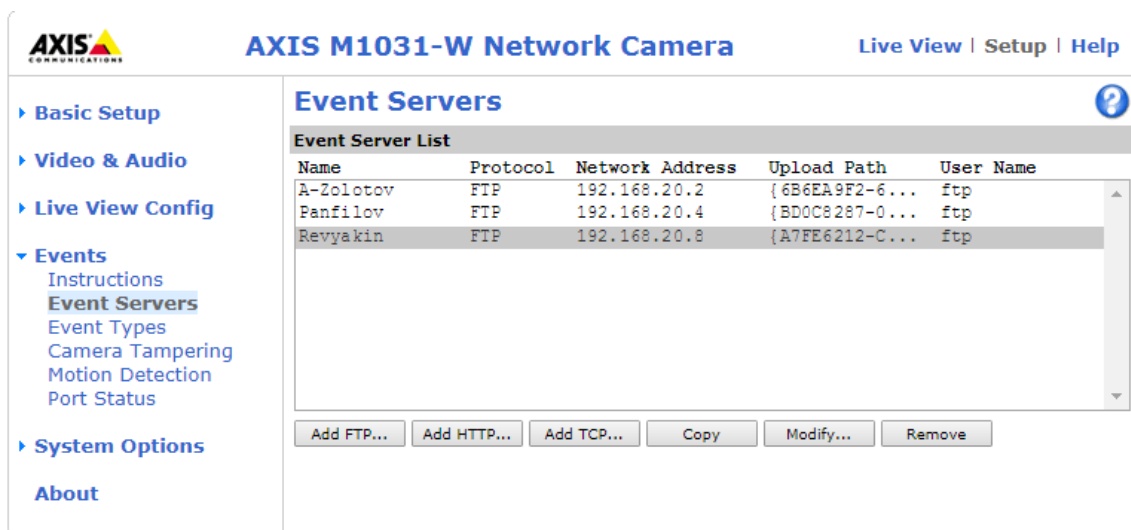 AXIS
COMMUNICATIONS
AXIS M1031-W Network Camera
Live View | Setup | Help
Basic Setup
Video & Audio
Live View Config
Events
Instructions
Event Servers
Event Types
Camera Tampering
Motion Detection
Port Status
System Options
About
Event Servers
?
Event Server List
Name Protocol Network Address Upload Path User Name
A-Zolotov FTP 192.168.20.2 {6B6EA9F2-6... ftp
Panfilov FTP 192.168.20.4 {BD0C8287-0... ftp
Revyakin FTP 192.168.20.8 {A7FE6212-C... ftp
Add FTP... Add HTTP... Add TCP... Copy Modify... Remove